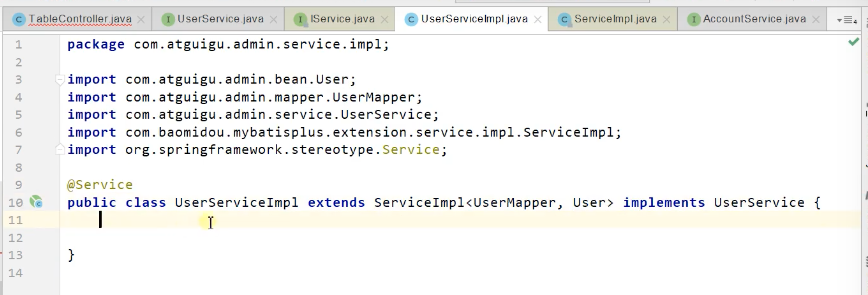 TableController.java UserService.java IService.java UserServiceImpl.java ServiceImpl.java AccountService.java
1 package com.atguigu.admin.service.impl;
2
3 import com.atguigu.admin.bean.User;
4 import com.atguigu.admin.mapper.UserMapper;
5 import com.atguigu.admin.service.UserService;
6 import com.baomidou.mybatisplus.extension.service.impl.ServiceImpl;
7 import org.springframework.stereotype.Service;
8
9 @Service
10 public class UserServiceImpl extends ServiceImpl<UserMapper, User> implements UserService {
11
12
13 }
14